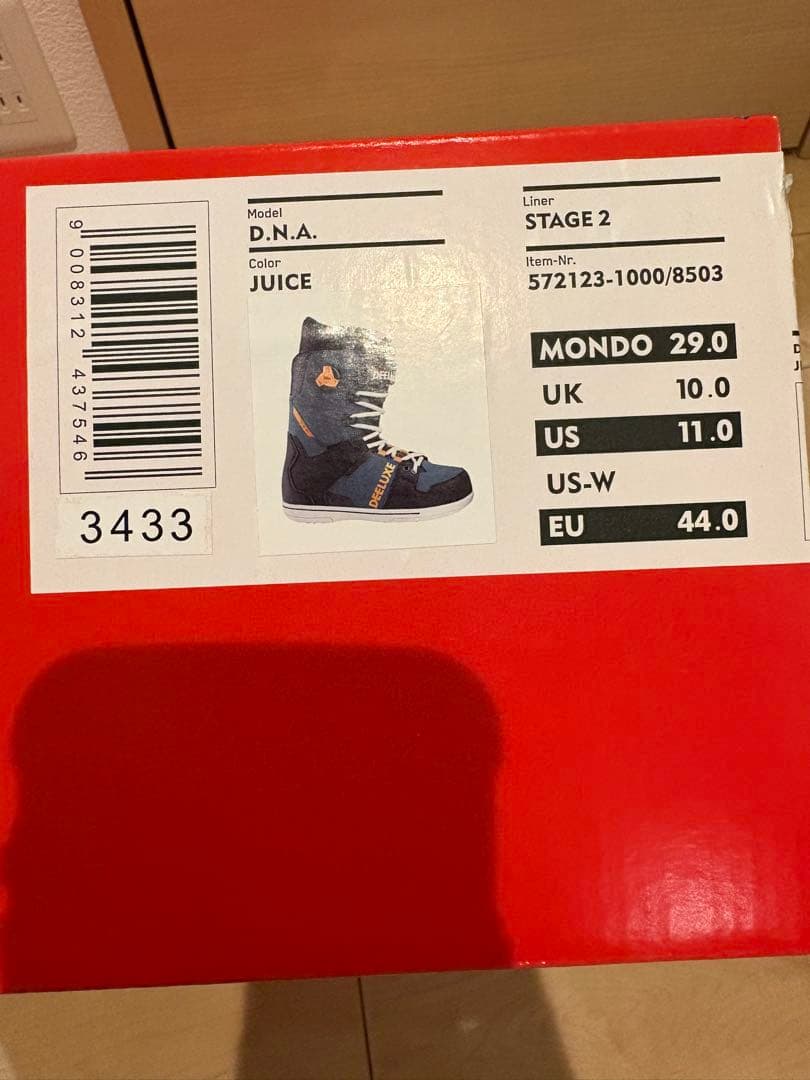 9 008312 437546
3433
Model
D.N.A.
Color
JUICE
DEELUXE
Liner
STAGE 2
Item-Nr.
572123-1000/8503
MONDO 29.0
UK 10.0
US 11.0
US-W
EU 44.0